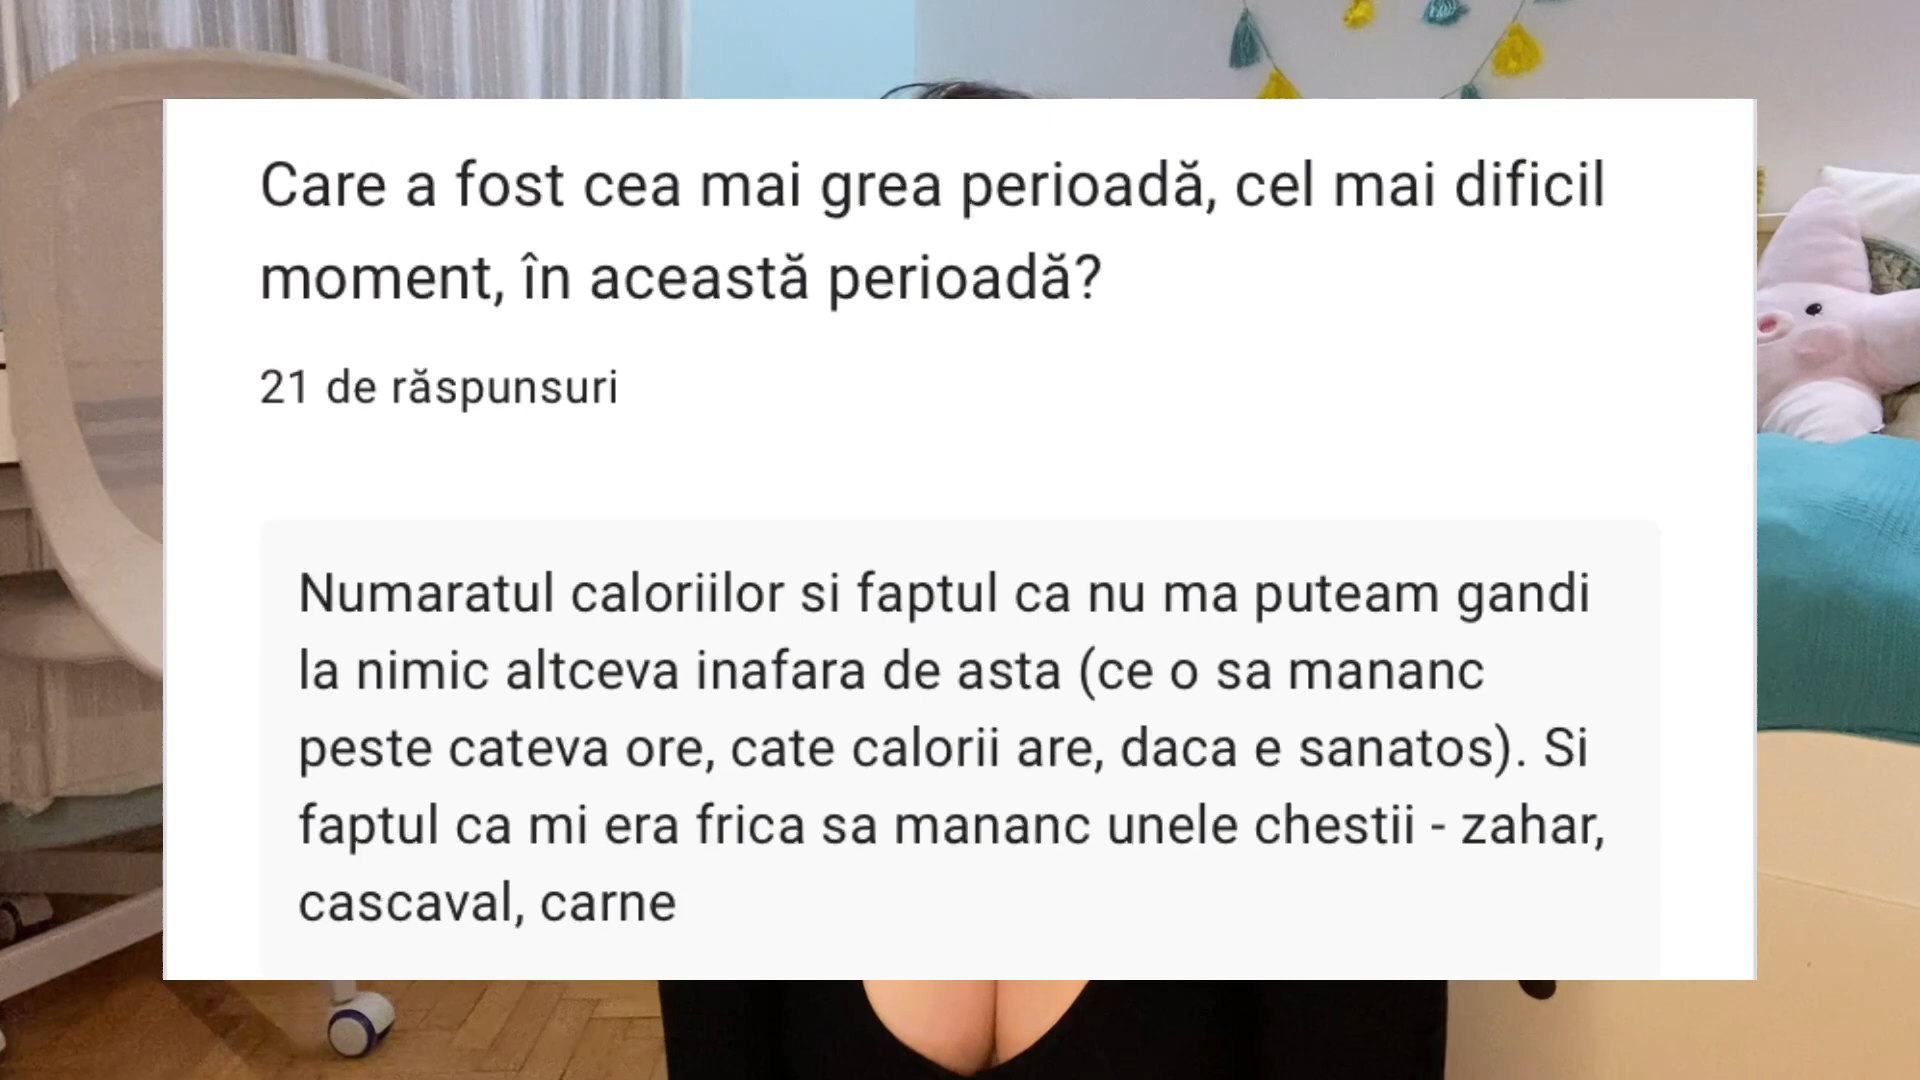 Care a fost cea mai grea perioadă, cel mai dificil
moment, în această perioadă?
21 de răspunsuri
Numaratul caloriilor si faptul ca nu ma puteam gandi
la nimic altceva inafara de asta (ce o sa mananc
peste cateva ore, cate calorii are, daca e sanatos). Si
faptul ca mi era frica sa mananc unele chestii - zahar,
cascaval, carne